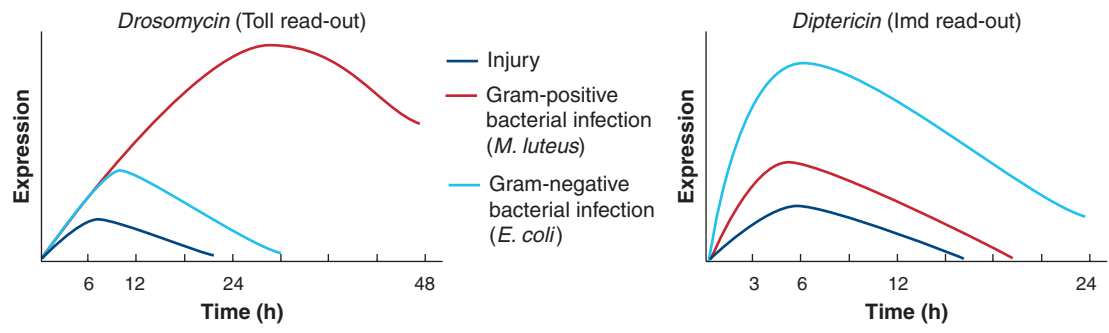 Drosomycin (Toll read-out)
Expression
6 12 24 48
Time (h)
Injury
Gram-positive
bacterial infection
(M. luteus)
Gram-negative
bacterial infection
(E. coli)
Diptericin (Imd read-out)
Expression
3 6 12 24
Time (h)